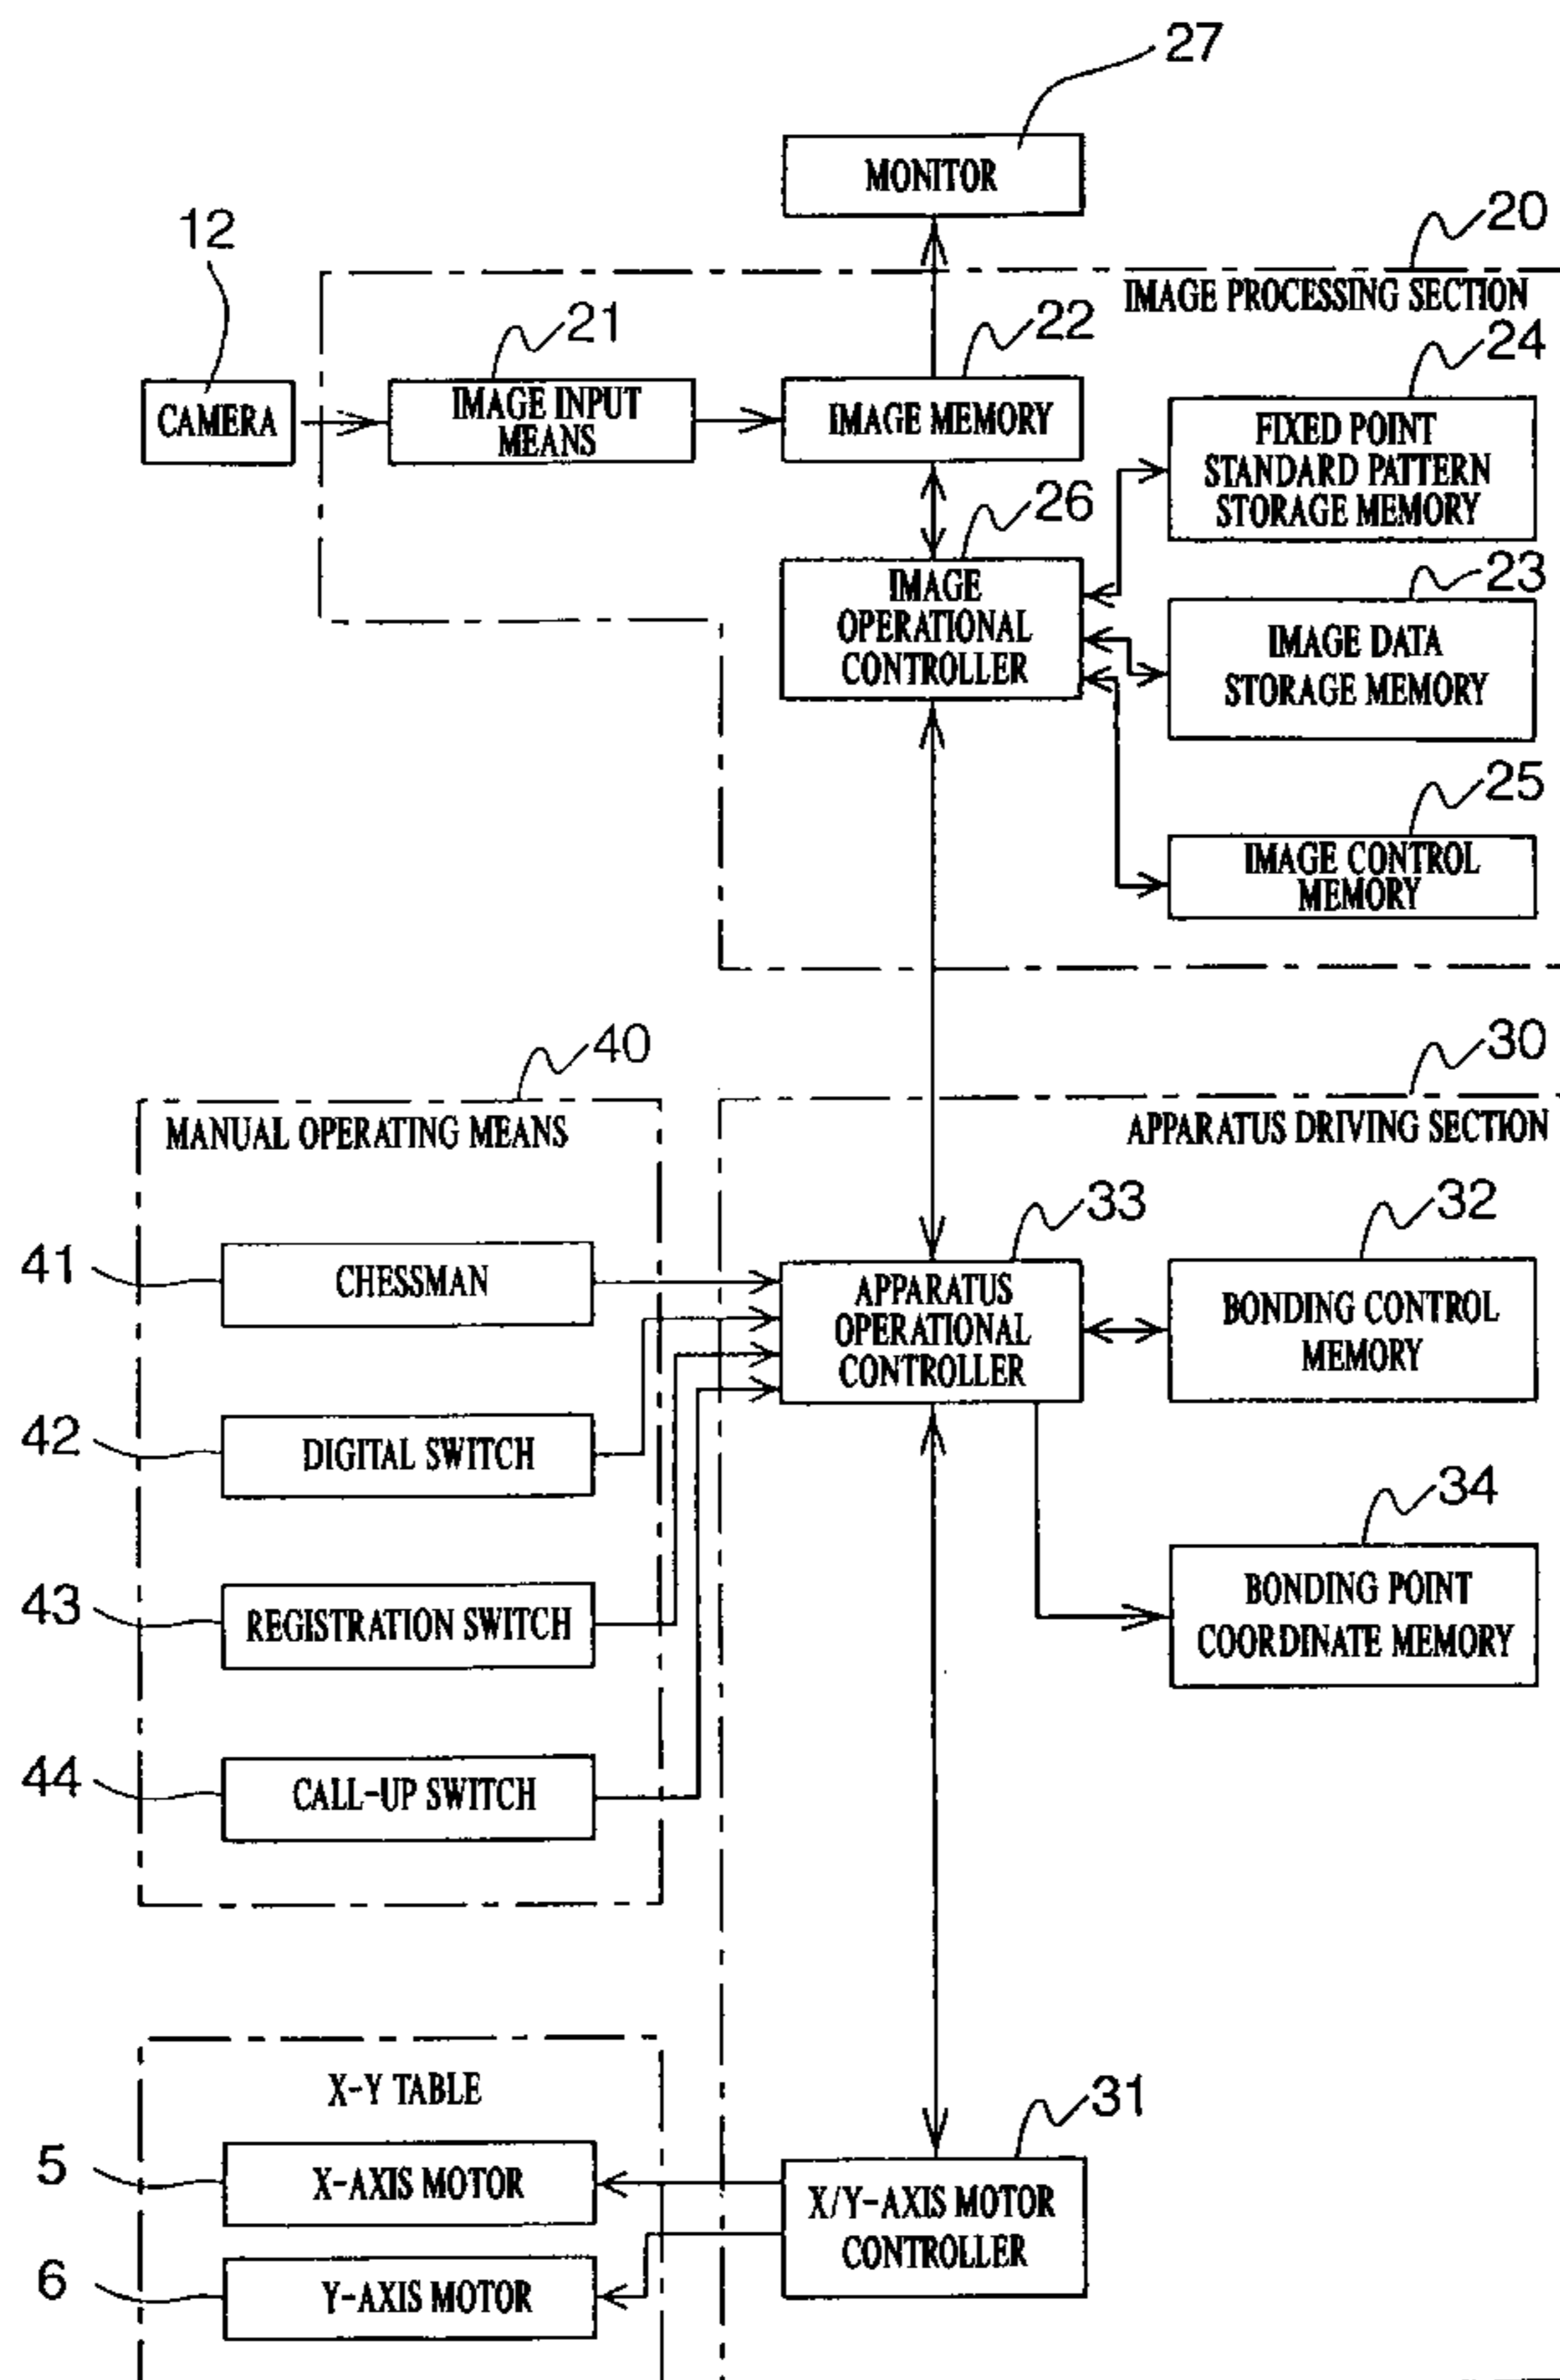 27
MONITOR
12
20
IMAGE PROCESSING SECTION
21
22
24
CAMERA
IMAGE INPUT
MEANS
IMAGE MEMORY
FIXED POINT
STANDARD PATTERN
STORAGE MEMORY
26
IMAGE
OPERATIONAL
CONTROLLER
23
IMAGE DATA
STORAGE MEMORY
25
IMAGE CONTROL
MEMORY
40
30
MANUAL OPERATING MEANS
APPARATUS DRIVING SECTION
33
32
41
CHESSMAN
APPARATUS
OPERATIONAL
CONTROLLER
BONDING CONTROL
MEMORY
42
DIGITAL SWITCH
34
43
REGISTRATION SWITCH
BONDING POINT
COORDINATE MEMORY
44
CALL-UP SWITCH
X-Y TABLE
31
5
X-AXIS MOTOR
X/Y-AXIS MOTOR
CONTROLLER
6
Y-AXIS MOTOR